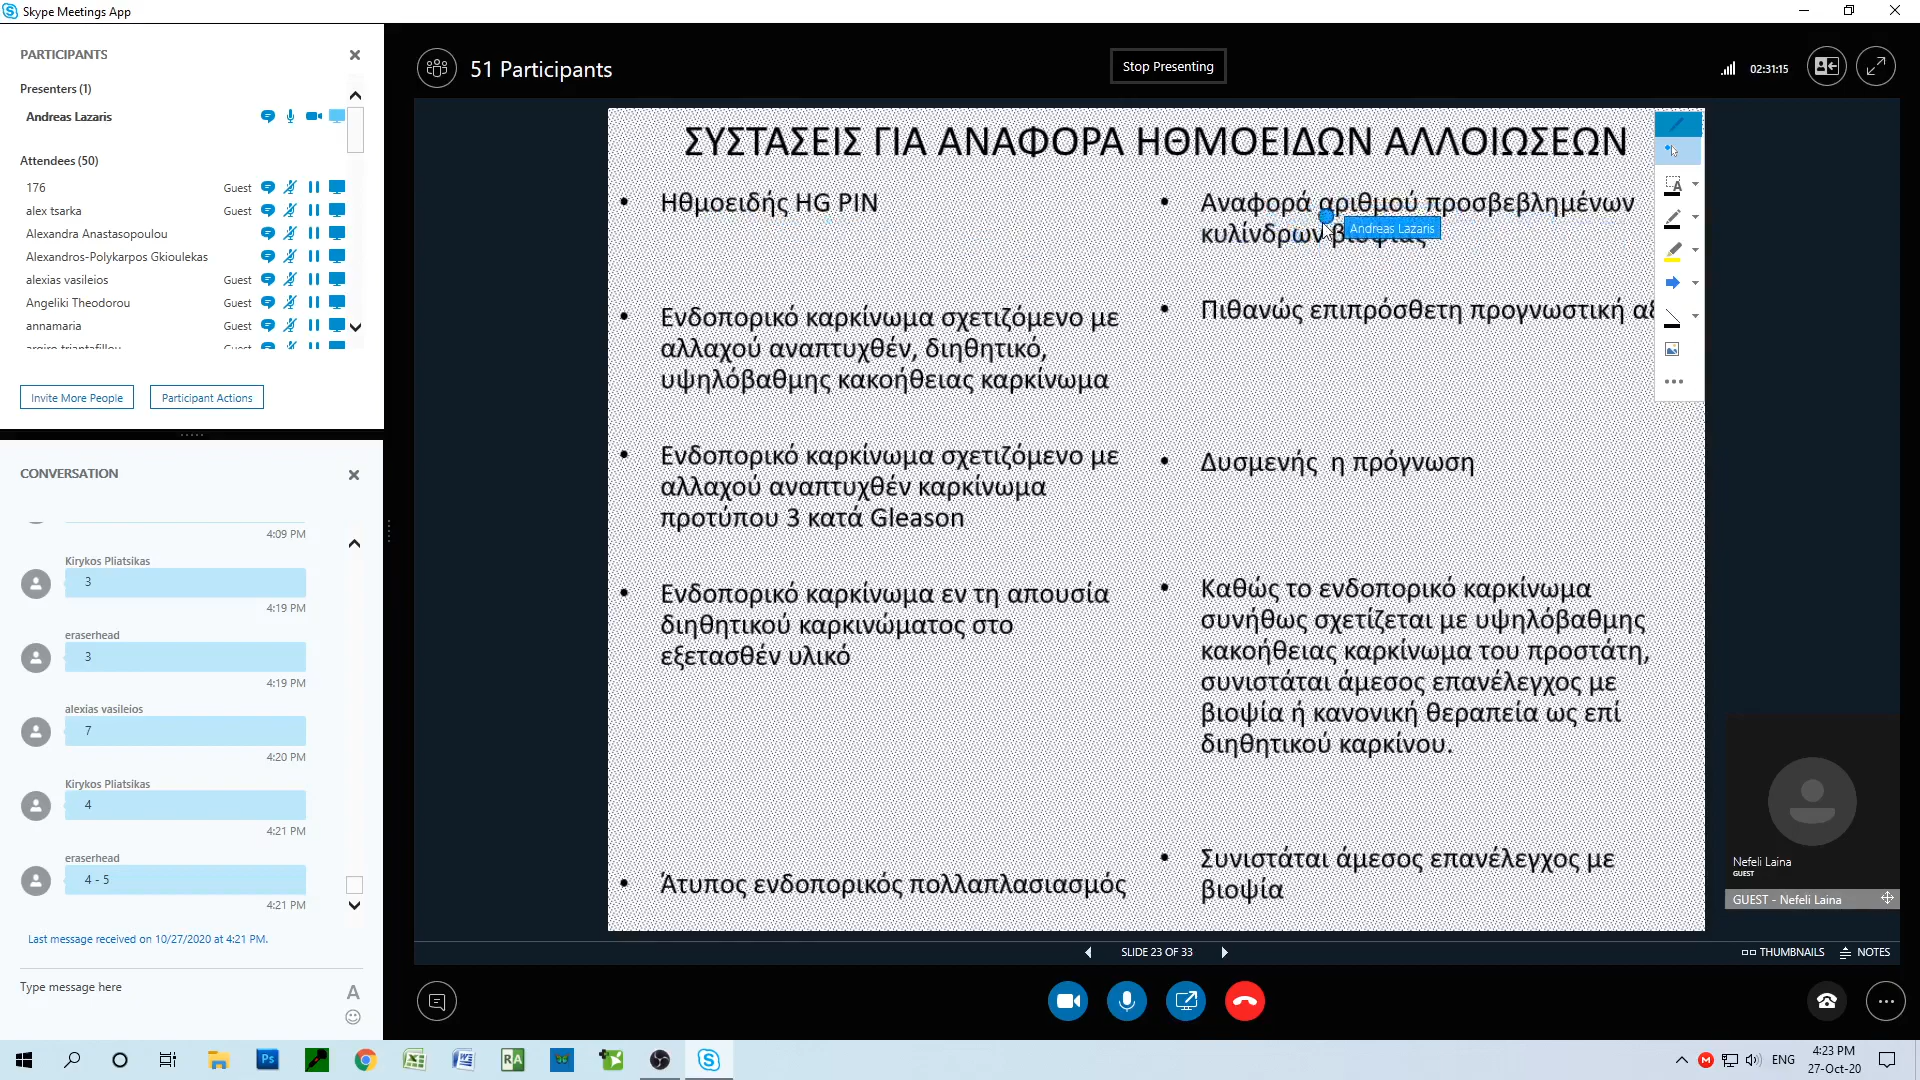 Skype Meetings App
PARTICIPANTS
Presenters (1)
Andreas Lazaris
Attendees (50)
176 Guest
alex tsarka Guest
Alexandra Anastasopoulou
Alexandros-Polykarpos Gkioulekas
alexias vasileios Guest
Angeliki Theodorou Guest
annamaria Guest
Invite More People
Participant Actions
CONVERSATION
4:09 PM
Kirykos Pliatsikas
3
4:19 PM
eraserhead
3
4:19 PM
alexias vasileios
7
4:20 PM
Kirykos Pliatsikas
4
4:21 PM
eraserhead
4 - 5
4:21 PM
Last message received on 10/27/2020 at 4:21 PM.
Type message here
51 Participants
Stop Presenting
02:31:15
ΣΥΣΤΑΣΕΙΣ ΓΙΑ ΑΝΑΦΟΡΑ ΗΘΜΟΕΙΔΩΝ ΑΛΛΟΙΩΣΕΩΝ
• Ηθμοειδής HG PIN
• Ενδοπορικό καρκίνωμα σχετιζόμενο με
αλλαχού αναπτυχθέν, διηθητικό,
υψηλόβαθμης κακοήθειας καρκίνωμα
• Ενδοπορικό καρκίνωμα σχετιζόμενο με
αλλαχού αναπτυχθέν καρκίνωμα
προτύπου 3 κατά Gleason
• Ενδοπορικό καρκίνωμα εν τη απουσία
διηθητικού καρκινώματος στο
εξετασθέν υλικό
• Άτυπος ενδοπορικός πολλαπλασιασμός
• Αναφορά αριθμού προσβεβλημένων
κυλίνδρων βιοψίας
Andreas Lazaris
• Πιθανώς επιπρόσθετη προγνωστική
• Δυσμενής η πρόγνωση
• Καθώς το ενδοπορικό καρκίνωμα
συνήθως σχετίζεται με υψηλόβαθμης
κακοήθειας καρκίνωμα του προστάτη,
συνιστάται άμεσος επανέλεγχος με
βιοψία ή κανονική θεραπεία ως επί
διηθητικού καρκίνου.
• Συνιστάται άμεσος επανέλεγχος με
βιοψία
Nefeli Laina
GUEST
GUEST - Nefeli Laina
SLIDE 23 OF 33
THUMBNAILS
NOTES
ENG
4:23 PM
27-Oct-20